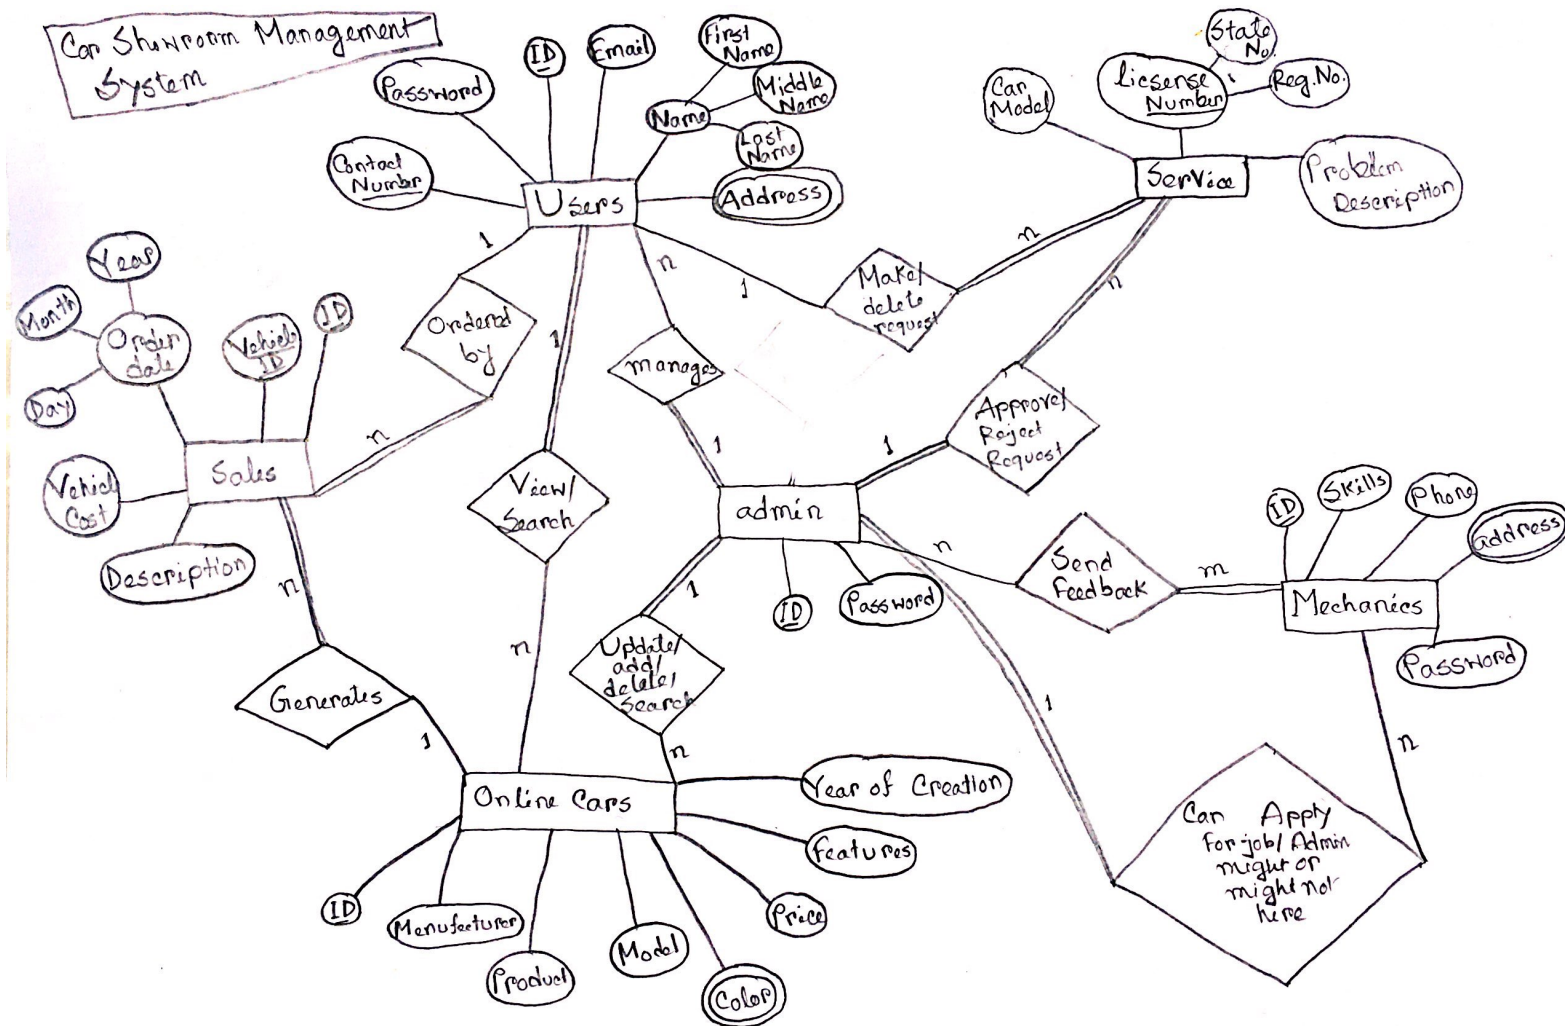 Car Showroom Management
System
Password
ID
Email
First
Name
Middle
Name
Name
Last
Name
Contact
Number
Users
Address
State
No.
Car
Model
licsense
Number
Reg.No.
Service
Problem
Description
1
1
n
1
n
n
Make/
delete
request
Year
Month
Order
date
Day
Vehicle
ID
ID
Ordered
by
manages
n
1
Approve/
Reject
Request
1
Sales
Vehicle
Cost
Description
View/
Search
admin
ID
Password
n
Send
Feedback
m
ID
Skills
Phone
address
Mechanics
Password
n
n
1
Update/
add/
delete/
Search
Generates
1
n
1
n
Online Cars
Year of Creation
Features
Price
ID
Manufecturer
Product
Model
Color
Can Apply
For job/ Admin
might or
might not
here